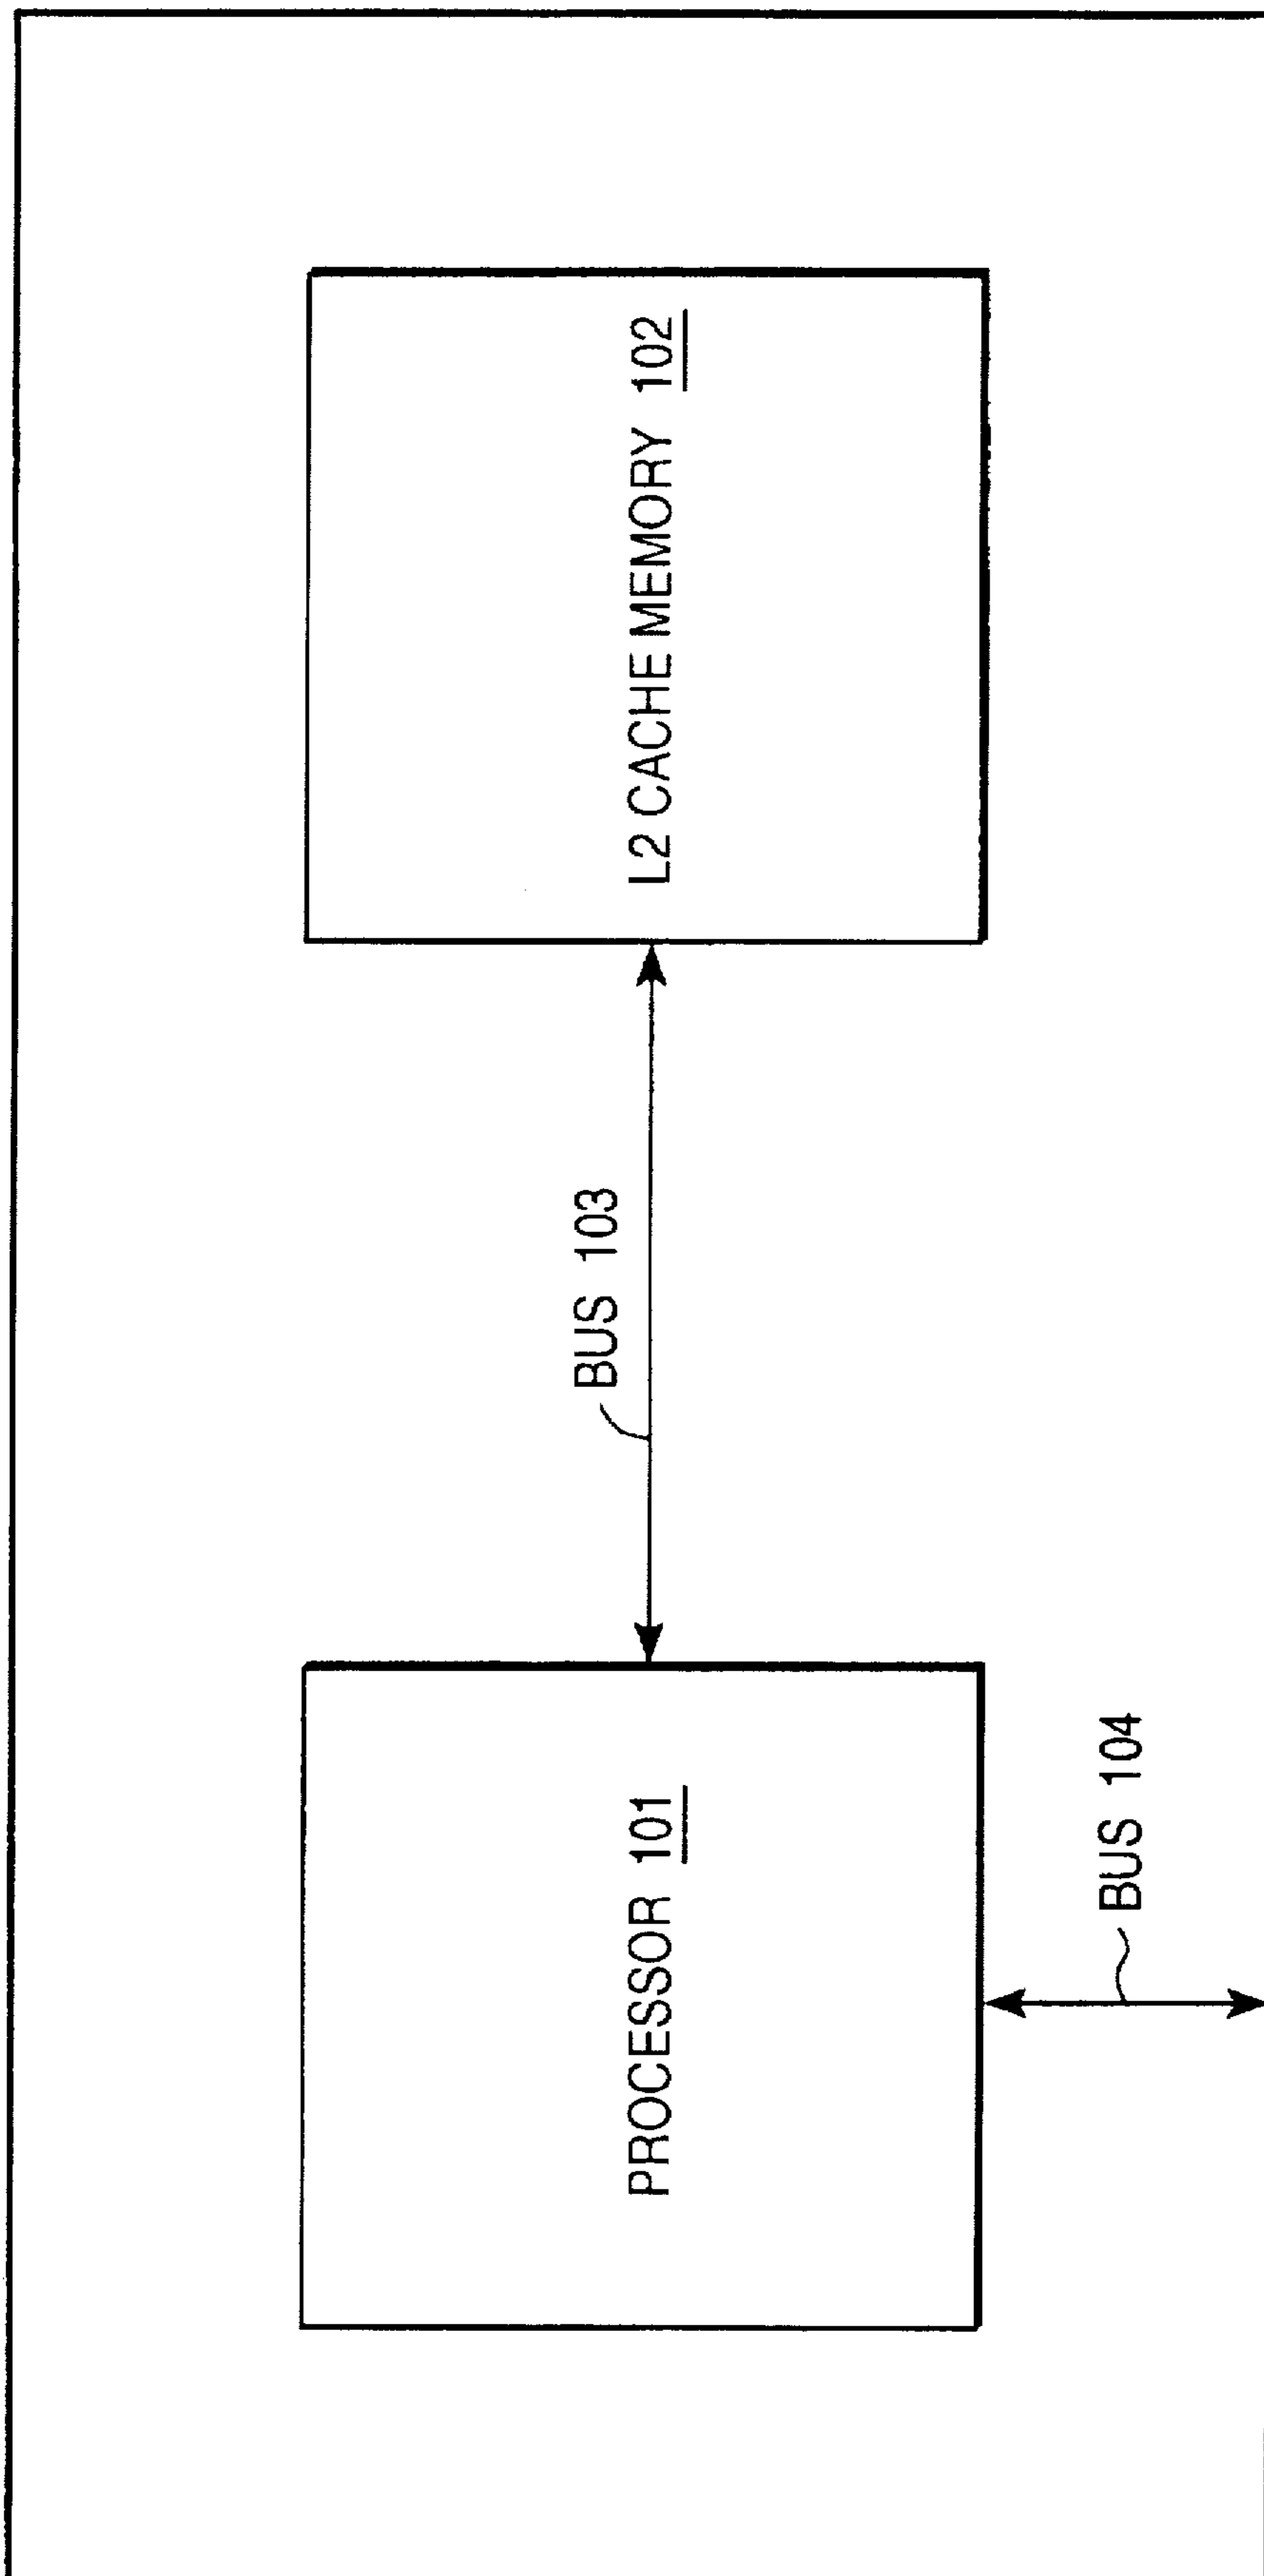 PROCESSOR 101
BUS 103
L2 CACHE MEMORY 102
BUS 104